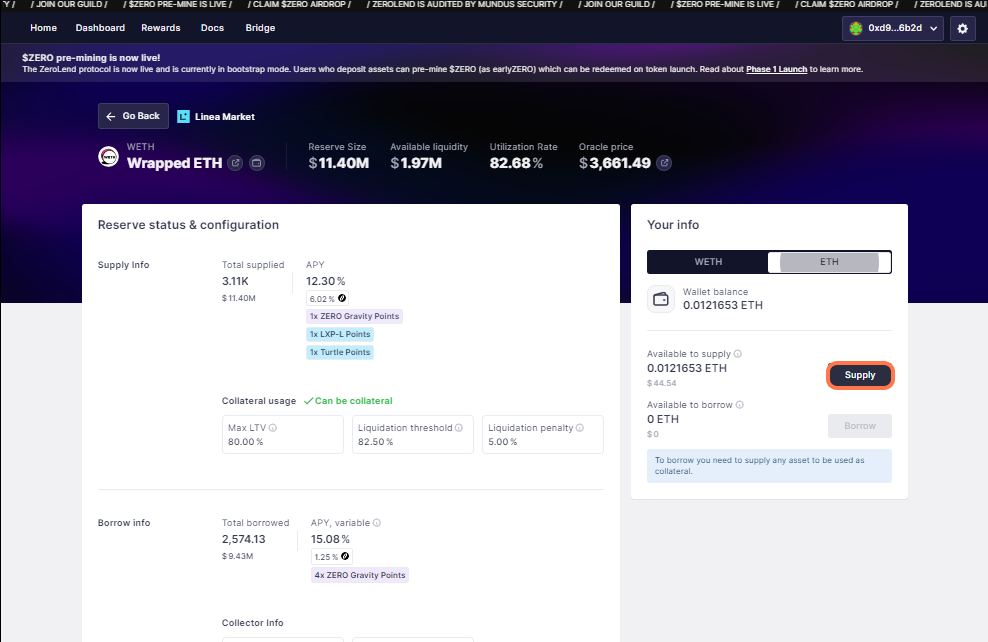 Y / / JOIN OUR GUILD / / $ZERO PRE-MINE IS LIVE / / CLAIM $ZERO AIRDROP / / ZEROLEND IS AUDITED BY MUNDUS SECURITY / / JOIN OUR GUILD / / $ZERO PRE-MINE IS LIVE / / CLAIM $ZERO AIRDROP / / ZEROLEND IS AU
Home Dashboard Rewards Docs Bridge 0xd9...6b2d
$ZERO pre-mining is now live!
The ZeroLend protocol is now live and is currently in bootstrap mode. Users who deposit assets can pre-mine $ZERO (as earlyZERO) which can be redeemed on token launch. Read about Phase 1 Launch to learn more.
Go Back Linea Market
WETH
Wrapped ETH
Reserve Size Available liquidity Utilization Rate Oracle price
$11.40M $1.97M 82.68% $3,661.49
Reserve status & configuration
Supply Info
Total supplied APY
3.11K 12.30%
$11.40M 6.02%
1x ZERO Gravity Points
1x LXP-L Points
1x Turtle Points
Collateral usage Can be collateral
Max LTV Liquidation threshold Liquidation penalty
80.00% 82.50% 5.00%
Borrow info
Total borrowed APY, variable
2,574.13 15.08%
$9.43M 1.25%
4x ZERO Gravity Points
Collector Info
Your info
WETH ETH
Wallet balance
0.0121653 ETH
Available to supply
0.0121653 ETH
$44.54
Supply
Available to borrow
0 ETH
$0
Borrow
To borrow you need to supply any asset to be used as
collateral.